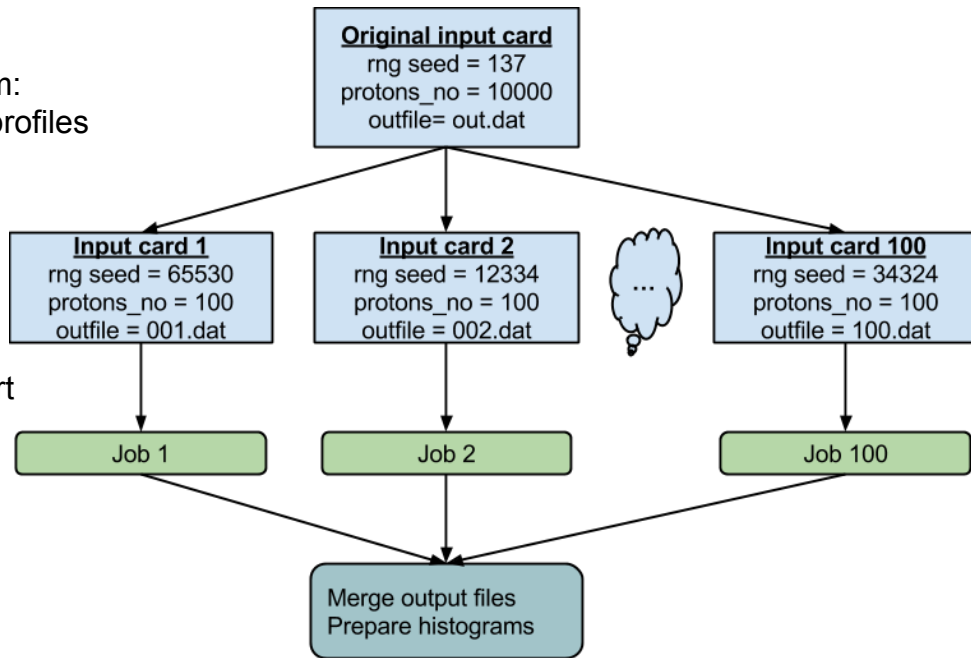 Original input card
rng seed = 137
protons_no = 10000
outfile= out.dat
profiles
Input card 1
rng seed = 65530
protons_no = 100
outfile = 001.dat
Input card 2
rng seed = 12334
protons_no = 100
outfile = 002.dat
...
Input card 100
rng seed = 34324
protons_no = 100
outfile = 100.dat
Job 1
Job 2
Job 100
Merge output files
Prepare histograms